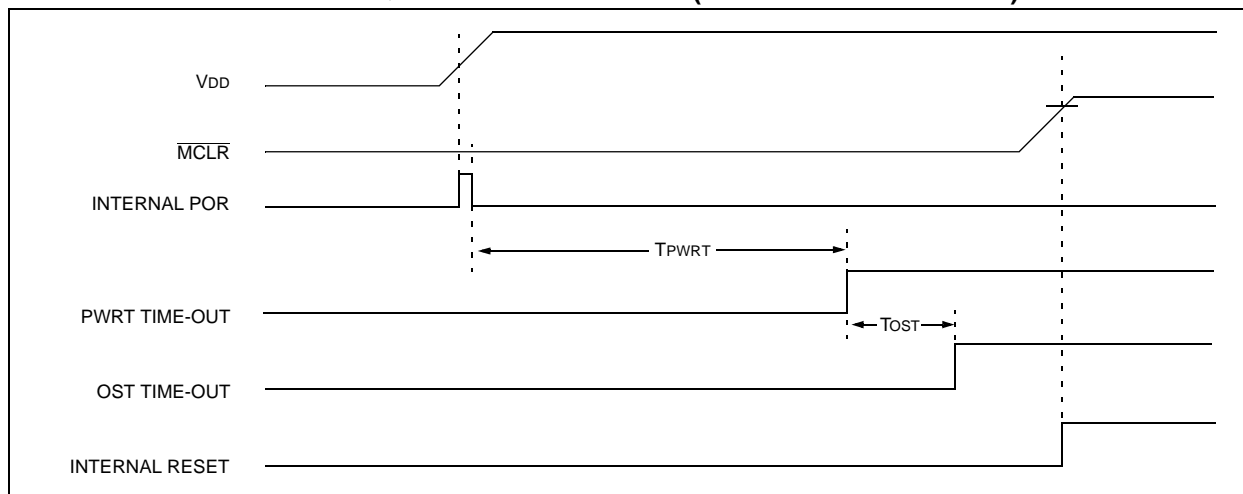 VDD
MCLR
INTERNAL POR
TPWRT
PWRT TIME-OUT
TOST
OST TIME-OUT
INTERNAL RESET